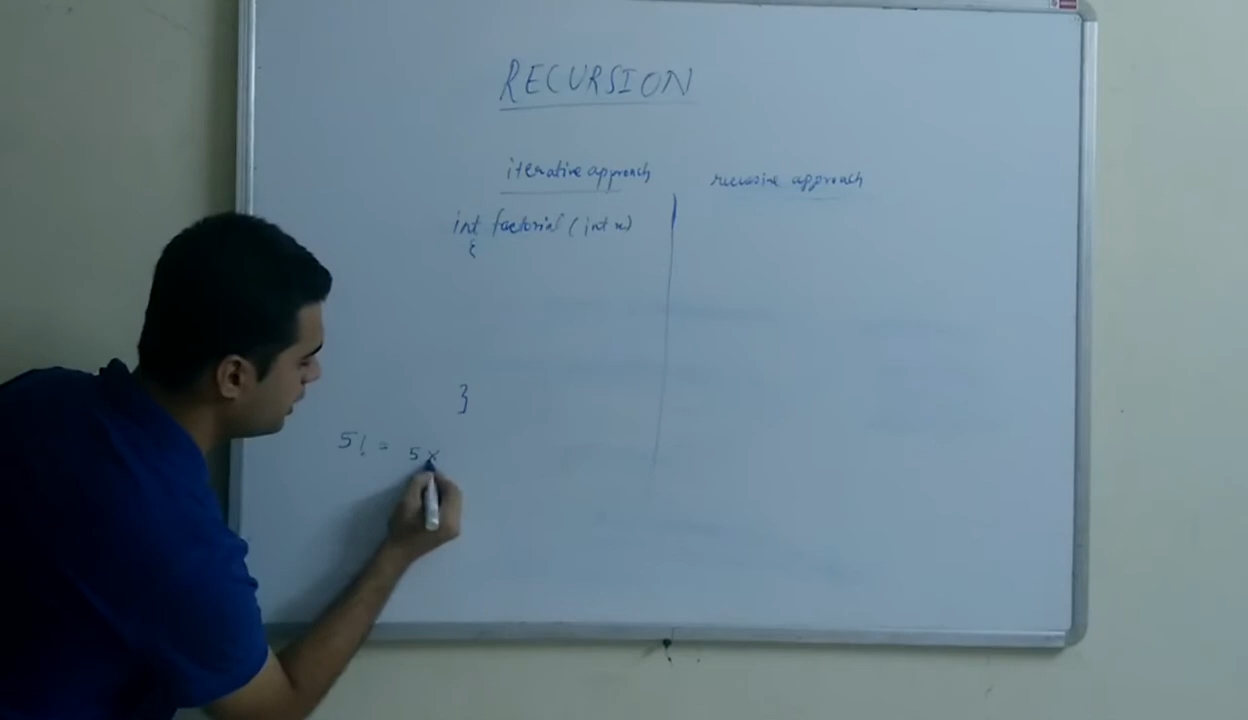 RECURSION
iterative approach
recursive approach
int factorial (int n)
{
}
5! = 5 x